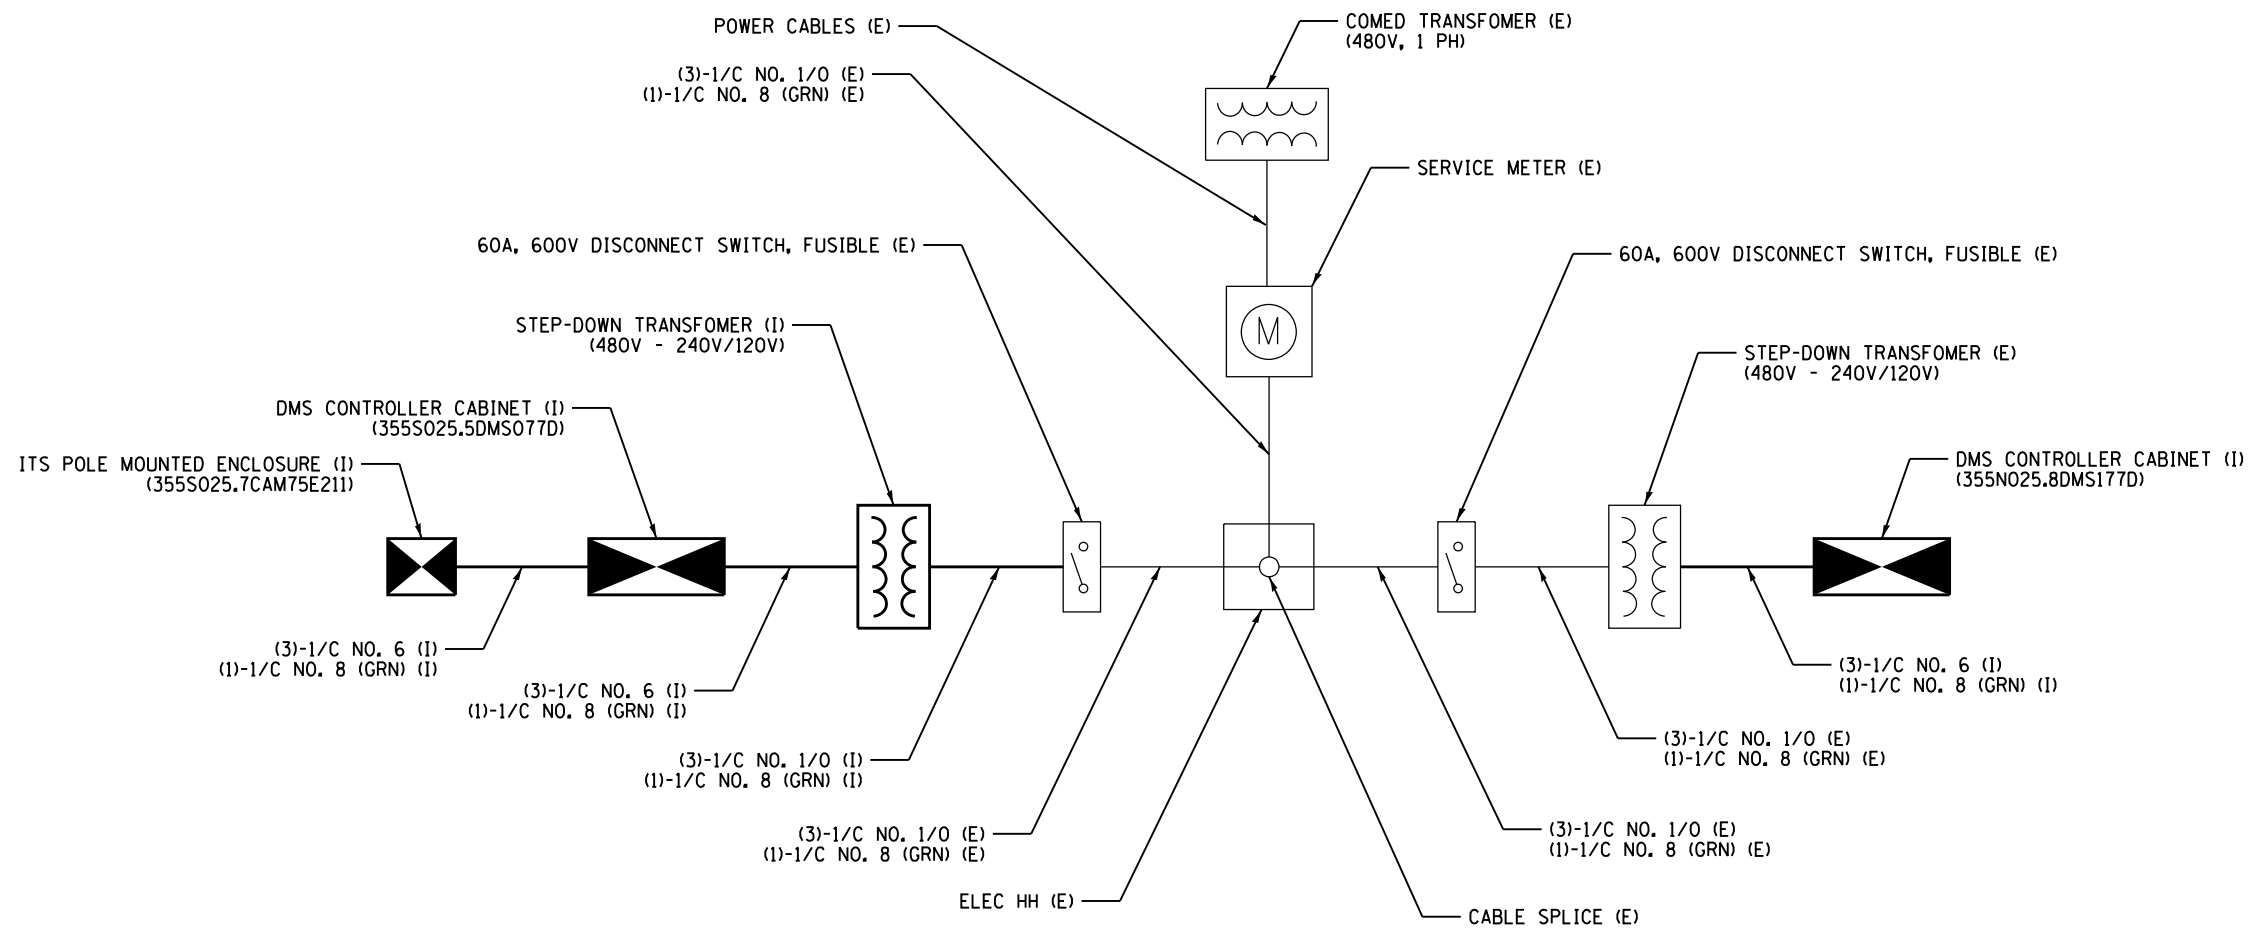 POWER CABLES (E)
COMED TRANSFOMER (E)
(480V, 1 PH)
(3)-1/C NO. 1/0 (E)
(1)-1/C NO. 8 (GRN) (E)
SERVICE METER (E)
60A, 600V DISCONNECT SWITCH, FUSIBLE (E)
60A, 600V DISCONNECT SWITCH, FUSIBLE (E)
STEP-DOWN TRANSFOMER (I)
(480V - 240V/120V)
M
STEP-DOWN TRANSFOMER (E)
(480V - 240V/120V)
DMS CONTROLLER CABINET (I)
(355S025.5DMS077D)
ITS POLE MOUNTED ENCLOSURE (I)
(355S025.7CAM75E211)
DMS CONTROLLER CABINET (I)
(355N025.8DMS177D)
(3)-1/C NO. 6 (I)
(1)-1/C NO. 8 (GRN) (I)
(3)-1/C NO. 6 (I)
(1)-1/C NO. 8 (GRN) (I)
(3)-1/C NO. 6 (I)
(1)-1/C NO. 8 (GRN) (I)
(3)-1/C NO. 1/0 (I)
(1)-1/C NO. 8 (GRN) (I)
(3)-1/C NO. 1/0 (E)
(1)-1/C NO. 8 (GRN) (E)
(3)-1/C NO. 1/0 (E)
(1)-1/C NO. 8 (GRN) (E)
(3)-1/C NO. 1/0 (E)
(1)-1/C NO. 8 (GRN) (E)
ELEC HH (E)
CABLE SPLICE (E)